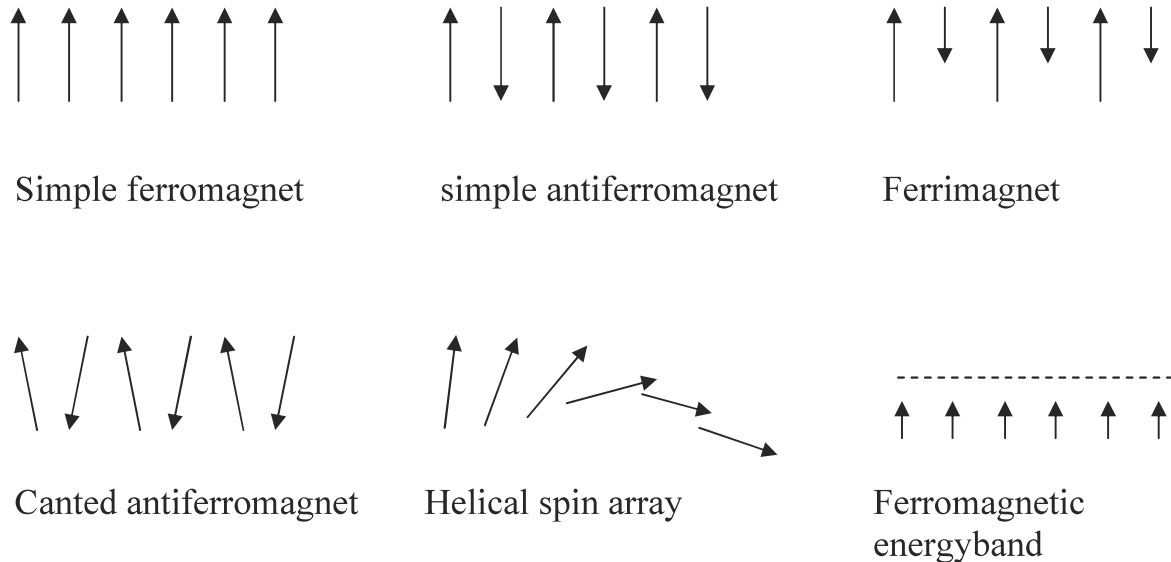 Simple ferromagnet
simple antiferromagnet
Ferrimagnet
Canted antiferromagnet
Helical spin array
Ferromagnetic
energyband